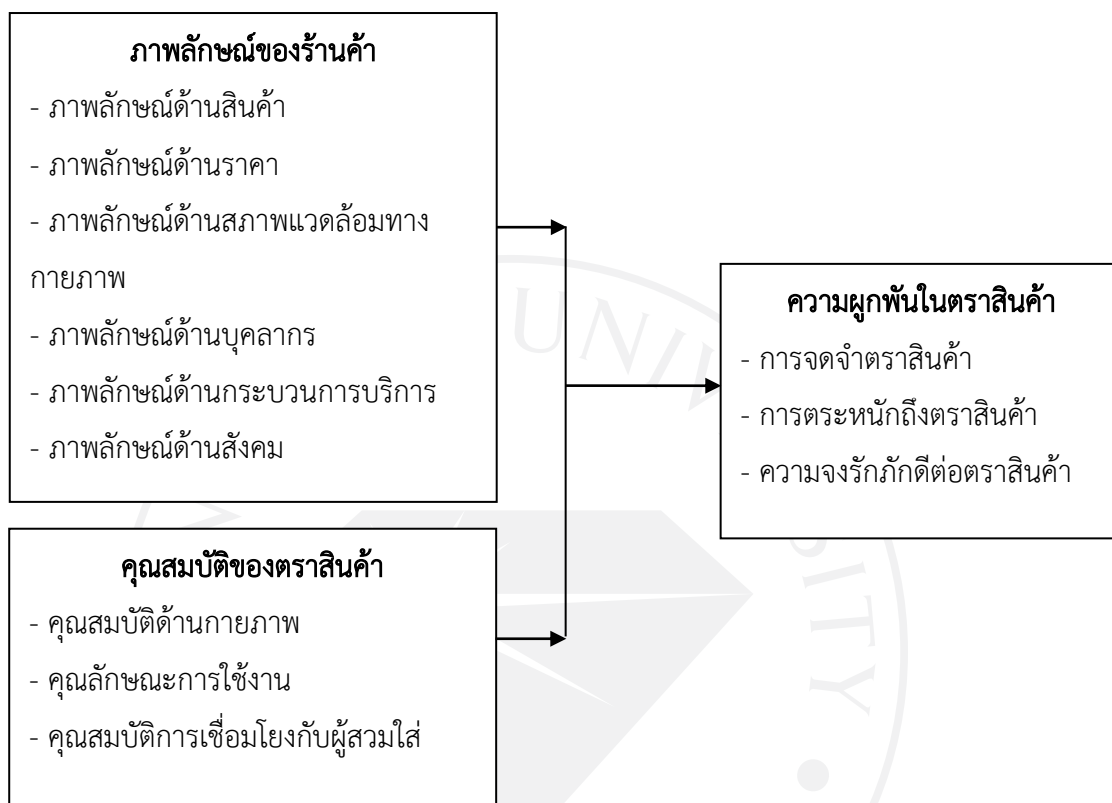 ภาพลักษณ์ของร้านค้า
- ภาพลักษณ์ด้านสินค้า
- ภาพลักษณ์ด้านราคา
- ภาพลักษณ์ด้านสภาพแวดล้อมทาง
กายภาพ
- ภาพลักษณ์ด้านบุคลากร
- ภาพลักษณ์ด้านกระบวนการบริการ
- ภาพลักษณ์ด้านสังคม
คุณสมบัติของตราสินค้า
- คุณสมบัติด้านกายภาพ
- คุณลักษณะการใช้งาน
- คุณสมบัติการเชื่อมโยงกับผู้สวมใส่
ความผูกพันในตราสินค้า
- การจดจำตราสินค้า
- การตระหนักถึงตราสินค้า
- ความจงรักภักดีต่อตราสินค้า